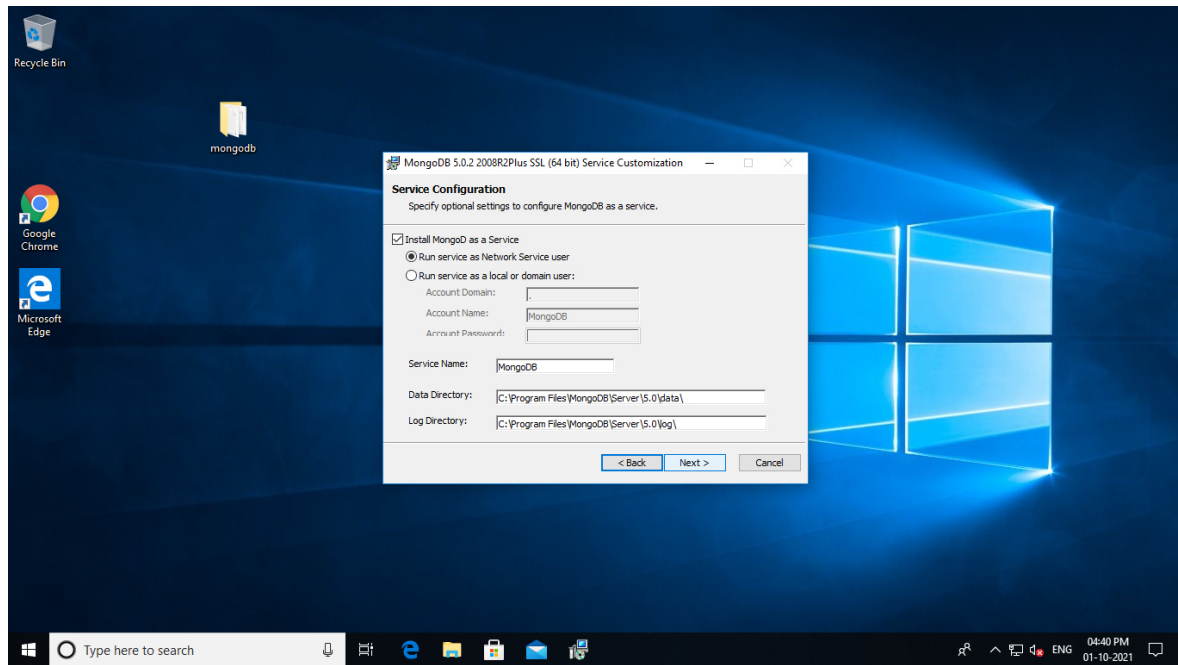 Recycle Bin
mongodb
Google
Chrome
Microsoft
Edge
MongoDB 5.0.2 2008R2Plus SSL (64 bit) Service Customization
Service Configuration
Specify optional settings to configure MongoDB as a service.
Install MongoD as a Service
Run service as Network Service user
Run service as a local or domain user:
Account Domain: .
Account Name: MongoDB
Account Password:
Service Name: MongoDB
Data Directory: C:\Program Files\MongoDB\Server\5.0\data\
Log Directory: C:\Program Files\MongoDB\Server\5.0\log\
< Back Next > Cancel
Type here to search
ENG
04:40 PM
01-10-2021